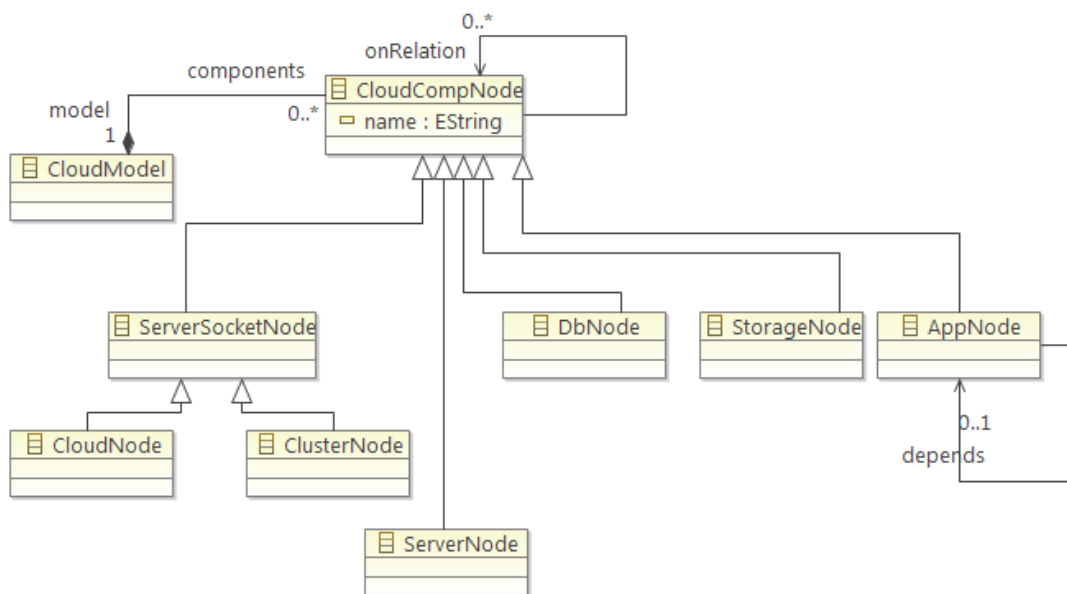 0..*
onRelation
components
CloudCompNode
model
0..*
name : EString
1
CloudModel
ServerSocketNode
DbNode
StorageNode
AppNode
0..1
CloudNode
ClusterNode
depends
ServerNode